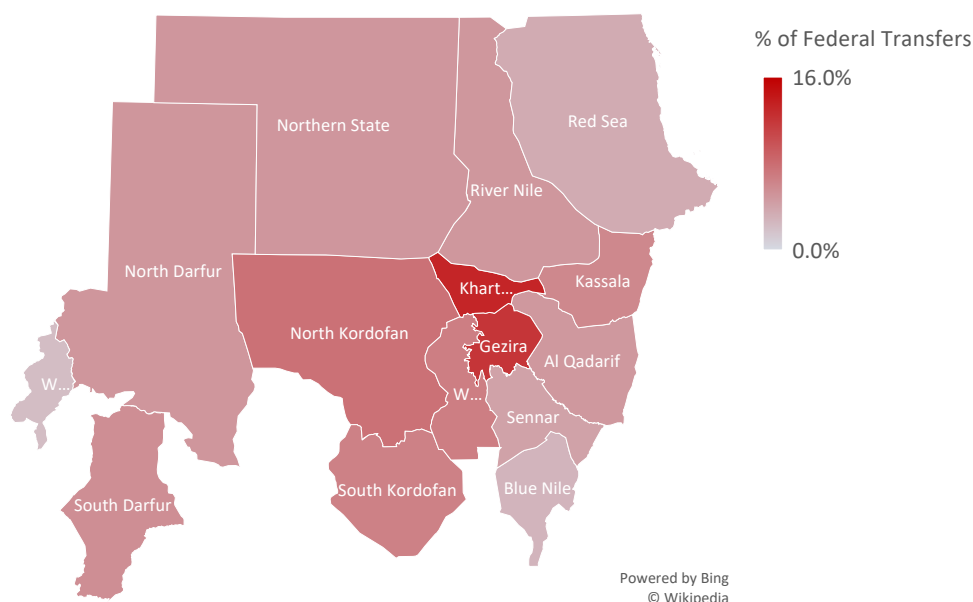 % of Federal Transfers
16.0%
0.0%
Northern State
Red Sea
River Nile
North Darfur
Kassala
Khart...
North Kordofan
Gezira
Al Qadarif
W...
W...
Sennar
South Kordofan
Blue Nile
South Darfur
Powered by Bing
© Wikipedia